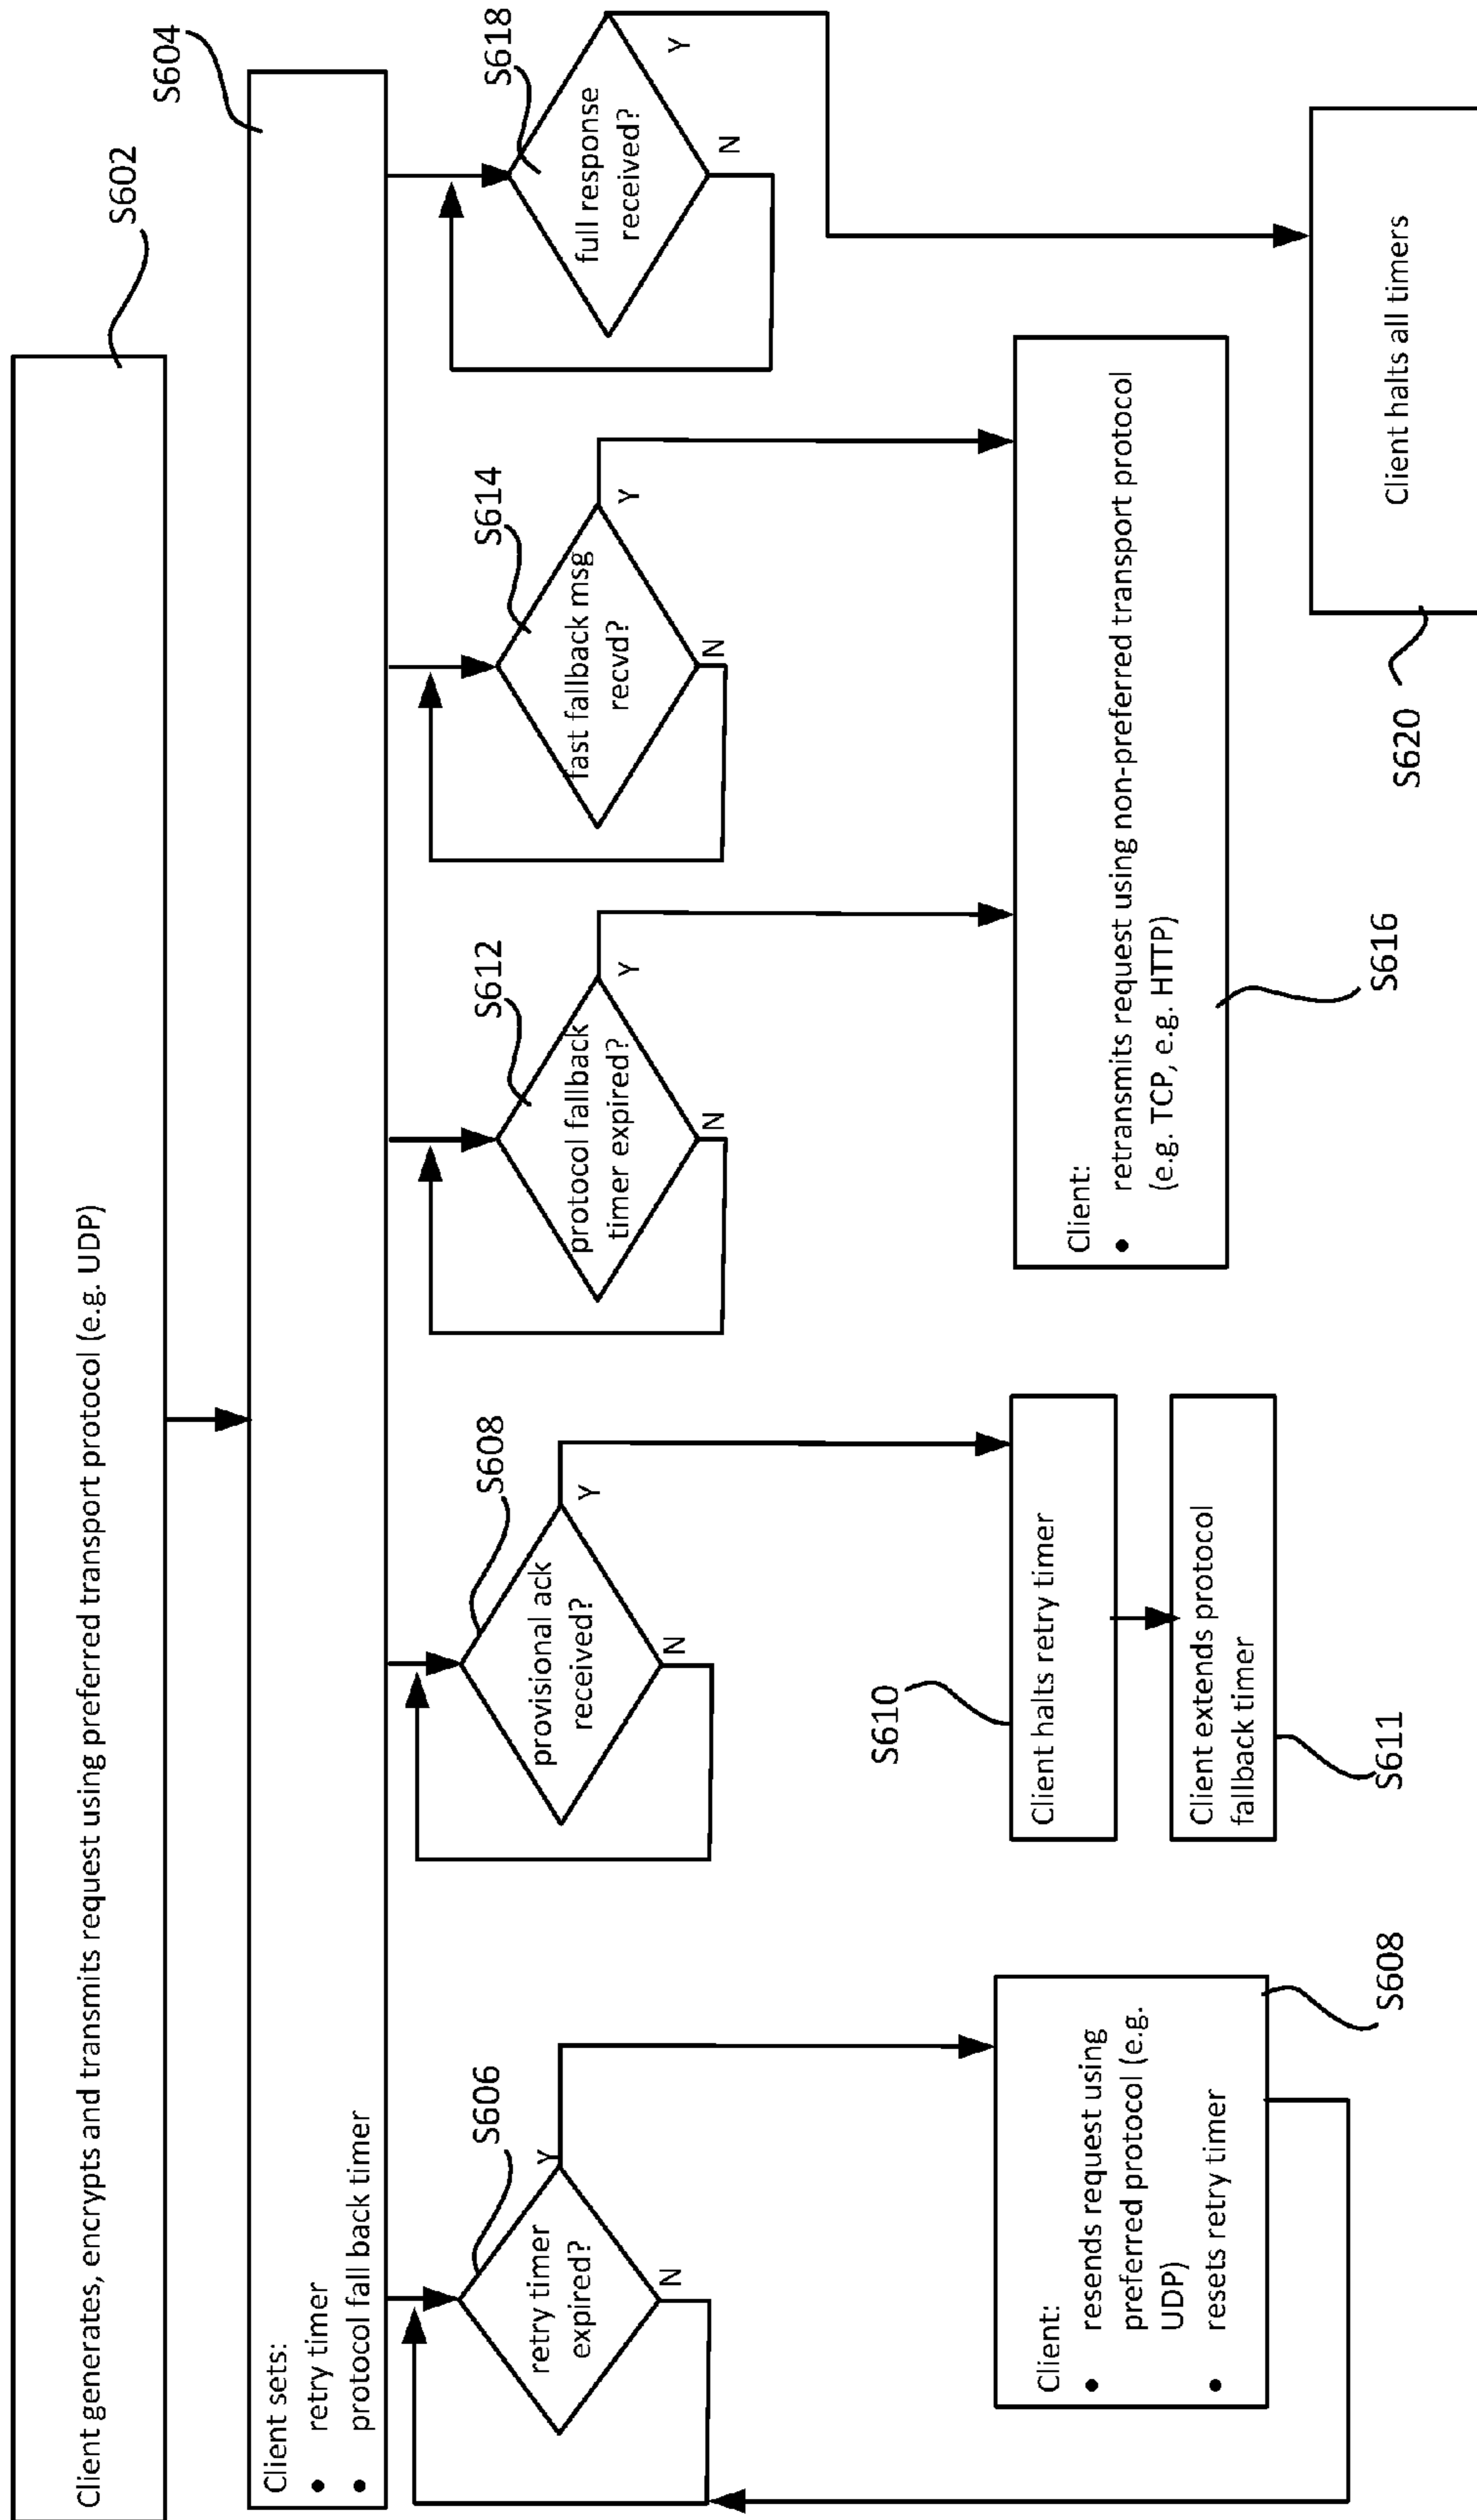 S602
Client generates, encrypts and transmits request using preferred transport protocol (e.g. UDP)
S604
Client sets:
• retry timer
• protocol fall back timer
S606
retry timer
expired?
Y
N
S608
provisional ack
received?
Y
N
S612
protocol fallback
timer expired?
Y
N
S614
fast fallback msg
recvd?
Y
N
S618
full response
received?
Y
N
Client:
• resends request using
preferred protocol (e.g.
UDP)
• resets retry timer
S608
S610
Client halts retry timer
Client extends protocol
fallback timer
S611
Client:
• retransmits request using non-preferred transport protocol
(e.g. TCP, e.g. HTTP)
S616
Client halts all timers
S620